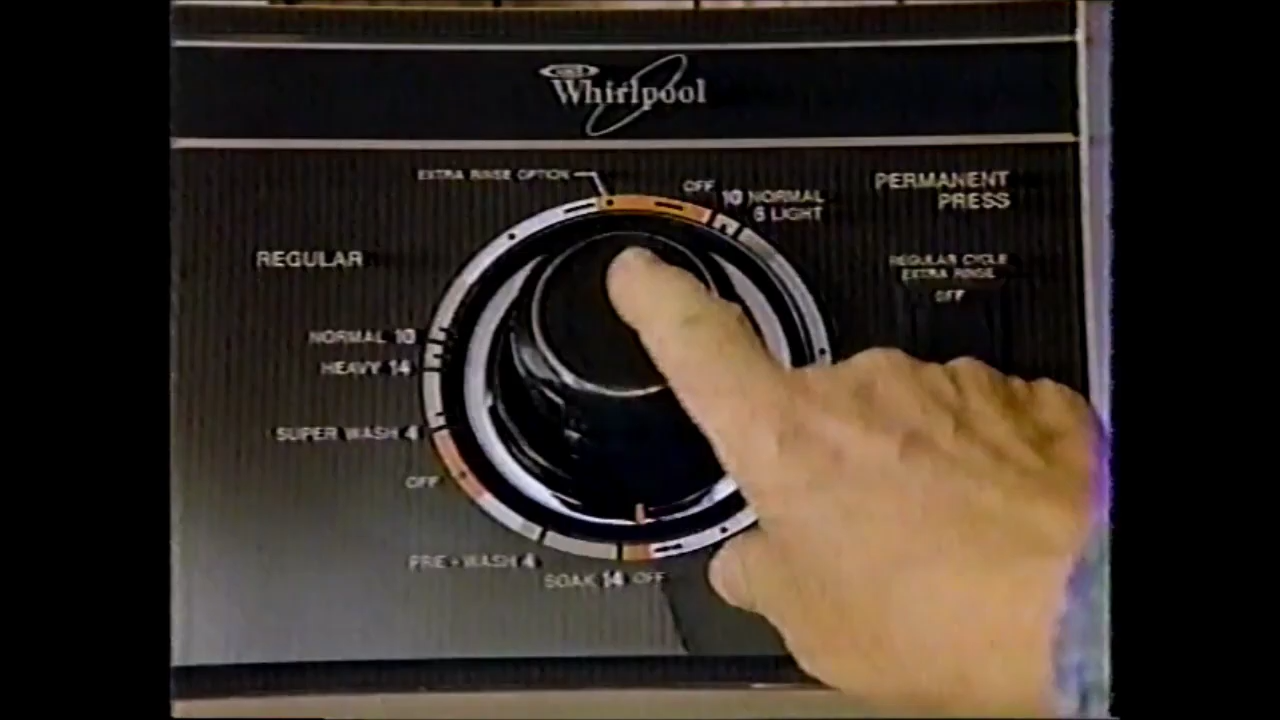 Whirlpool
EXTRA RINSE OPTION
OFF
10 NORMAL
6 LIGHT
PERMANENT
PRESS
REGULAR
REGULAR CYCLE
EXTRA RINSE
OFF
NORMAL 10
HEAVY 14
SUPER WASH 4
OFF
PRE-WASH 4
SOAK 14 OFF